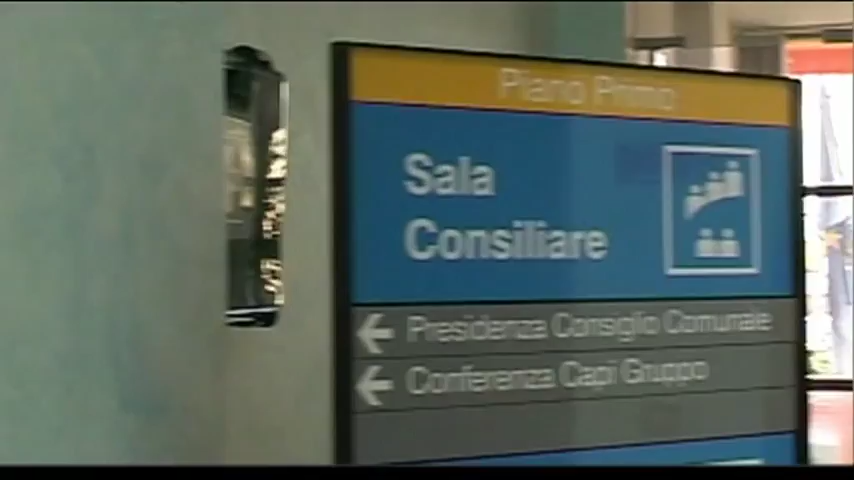 Piano Primo
Sala
Consiliare
Presidenza Consiglio Comunale
Conferenza Capi Gruppo